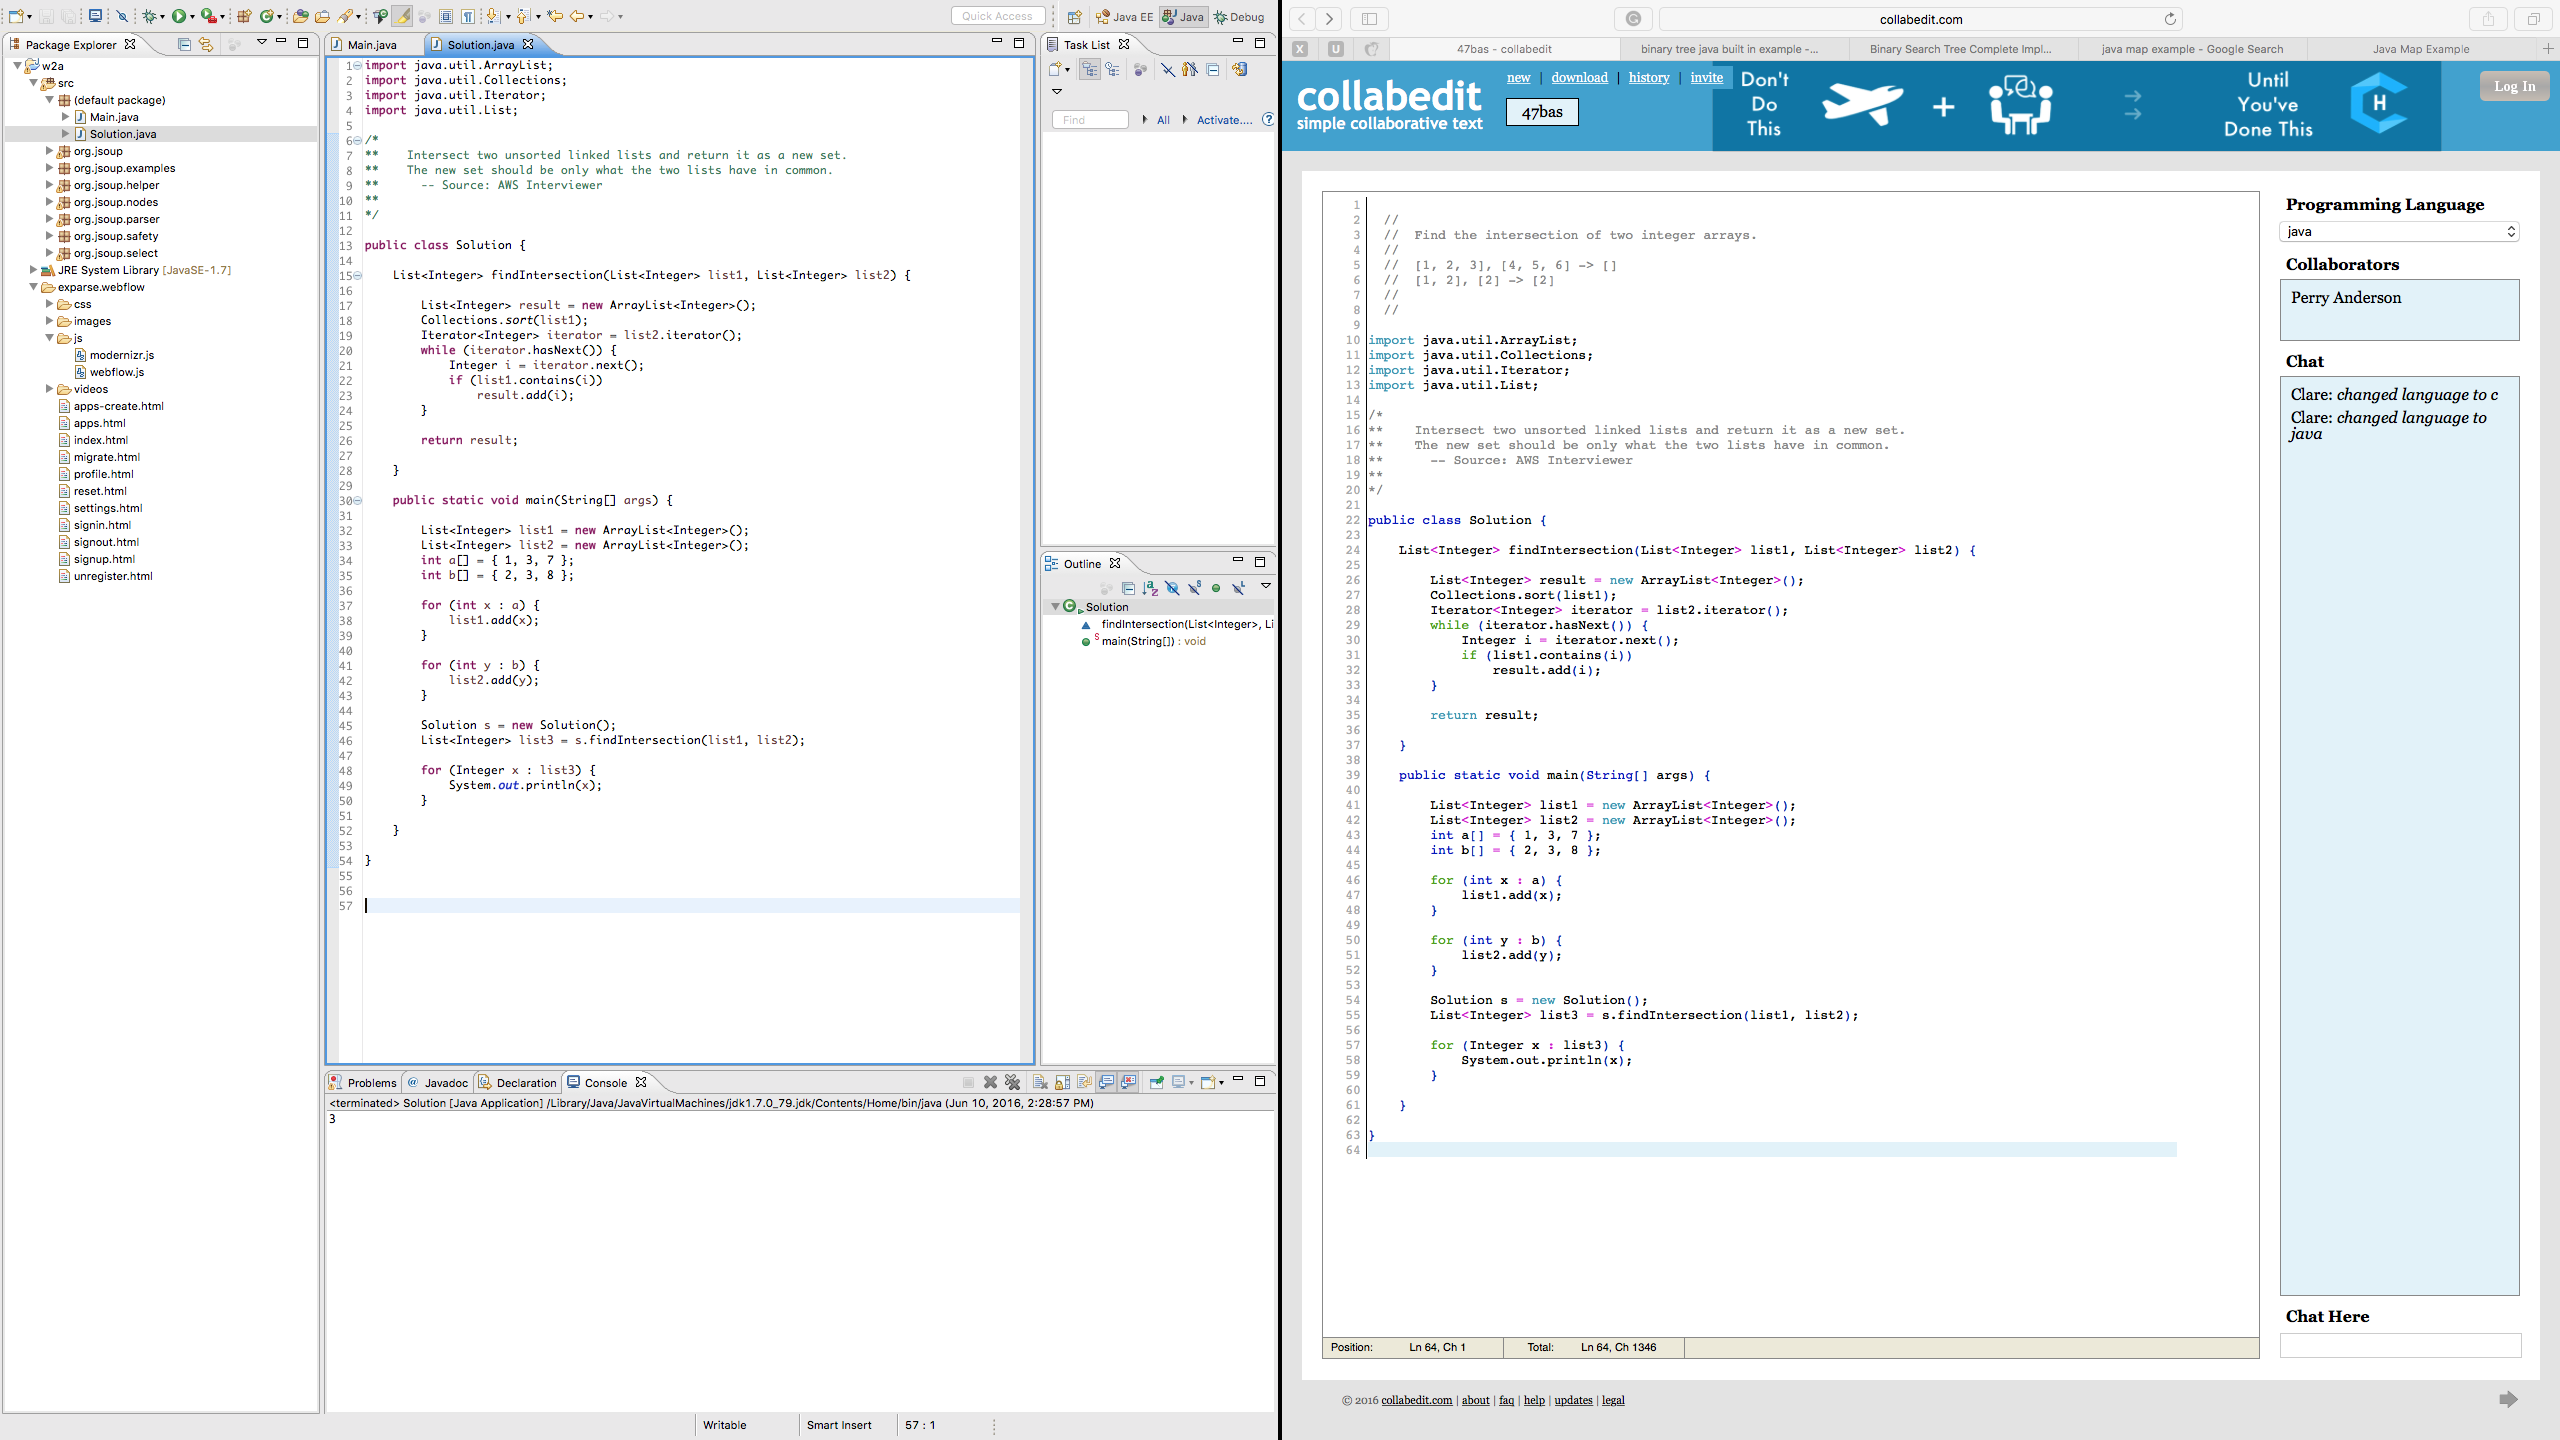 Quick Access
Java EE
Java
Debug
Package Explorer
w2a
src
(default package)
Main.java
Solution.java
org.jsoup
org.jsoup.examples
org.jsoup.helper
org.jsoup.nodes
org.jsoup.parser
org.jsoup.safety
org.jsoup.select
JRE System Library [JavaSE-1.7]
exparse.webflow
css
images
js
modernizr.js
webflow.js
videos
apps-create.html
apps.html
index.html
migrate.html
profile.html
reset.html
settings.html
signin.html
signout.html
signup.html
unregister.html
Main.java
Solution.java
1 import java.util.ArrayList;
2 import java.util.Collections;
3 import java.util.Iterator;
4 import java.util.List;
5
6 /*
7 **    Intersect two unsorted linked lists and return it as a new set.
8 **    The new set should be only what the two lists have in common.
9 **      -- Source: AWS Interviewer
10 **
11 */
12
13 public class Solution {
14
15     List<Integer> findIntersection(List<Integer> list1, List<Integer> list2) {
16
17         List<Integer> result = new ArrayList<Integer>();
18         Collections.sort(list1);
19         Iterator<Integer> iterator = list2.iterator();
20         while (iterator.hasNext()) {
21             Integer i = iterator.next();
22             if (list1.contains(i))
23                 result.add(i);
24         }
25
26         return result;
27
28     }
29
30     public static void main(String[] args) {
31
32         List<Integer> list1 = new ArrayList<Integer>();
33         List<Integer> list2 = new ArrayList<Integer>();
34         int a[] = { 1, 3, 7 };
35         int b[] = { 2, 3, 8 };
36
37         for (int x : a) {
38             list1.add(x);
39         }
40
41         for (int y : b) {
42             list2.add(y);
43         }
44
45         Solution s = new Solution();
46         List<Integer> list3 = s.findIntersection(list1, list2);
47
48         for (Integer x : list3) {
49             System.out.println(x);
50         }
51
52     }
53
54 }
55
56
57
Task List
Find
All
Activate....
Outline
Solution
findIntersection(List<Integer>, Li
main(String[]) : void
Problems
@ Javadoc
Declaration
Console
<terminated> Solution [Java Application] /Library/Java/JavaVirtualMachines/jdk1.7.0_79.jdk/Contents/Home/bin/java (Jun 10, 2016, 2:28:57 PM)
3
Writable
Smart Insert
57 : 1
collabedit.com
X
U
47bas - collabedit
binary tree java built in example -...
Binary Search Tree Complete Impl...
java map example - Google Search
Java Map Example
collabedit
simple collaborative text
new | download | history | invite
47bas
Don't
Do
This
+
Until
You've
Done This
H
Log In
1
2   //
3   //  Find the intersection of two integer arrays.
4   //
5   //  [1, 2, 3], [4, 5, 6] -> []
6   //  [1, 2], [2] -> [2]
7   //
8   //
9
10 import java.util.ArrayList;
11 import java.util.Collections;
12 import java.util.Iterator;
13 import java.util.List;
14
15 /*
16 **    Intersect two unsorted linked lists and return it as a new set.
17 **    The new set should be only what the two lists have in common.
18 **      -- Source: AWS Interviewer
19 **
20 */
21
22 public class Solution {
23
24     List<Integer> findIntersection(List<Integer> list1, List<Integer> list2) {
25
26         List<Integer> result = new ArrayList<Integer>();
27         Collections.sort(list1);
28         Iterator<Integer> iterator = list2.iterator();
29         while (iterator.hasNext()) {
30             Integer i = iterator.next();
31             if (list1.contains(i))
32                 result.add(i);
33         }
34
35         return result;
36
37     }
38
39     public static void main(String[] args) {
40
41         List<Integer> list1 = new ArrayList<Integer>();
42         List<Integer> list2 = new ArrayList<Integer>();
43         int a[] = { 1, 3, 7 };
44         int b[] = { 2, 3, 8 };
45
46         for (int x : a) {
47             list1.add(x);
48         }
49
50         for (int y : b) {
51             list2.add(y);
52         }
53
54         Solution s = new Solution();
55         List<Integer> list3 = s.findIntersection(list1, list2);
56
57         for (Integer x : list3) {
58             System.out.println(x);
59         }
60
61     }
62
63 }
64
Position: Ln 64, Ch 1
Total: Ln 64, Ch 1346
Programming Language
java
Collaborators
Perry Anderson
Chat
Clare: changed language to c
Clare: changed language to
java
Chat Here
© 2016 collabedit.com | about | faq | help | updates | legal